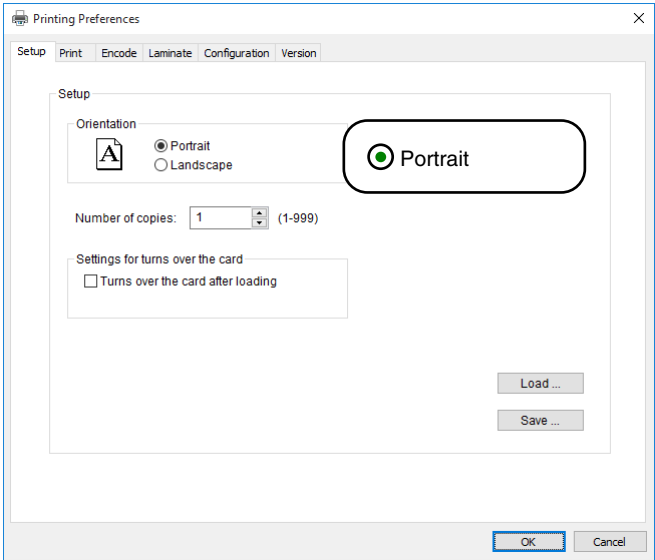 Printing Preferences
Setup Print Encode Laminate Configuration Version
Setup
Orientation
A
Portrait
Landscape
Portrait
Number of copies: 1 (1-999)
Settings for turns over the card
Turns over the card after loading
Load ...
Save ...
OK Cancel